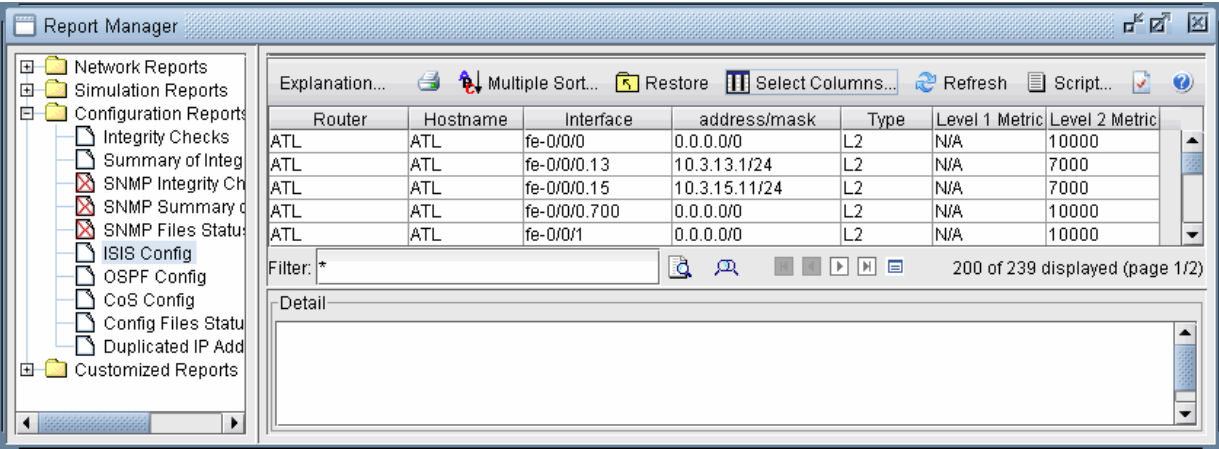 Report Manager
Network Reports
Simulation Reports
Configuration Reports
Integrity Checks
Summary of Integ
SNMP Integrity Ch
SNMP Summary
SNMP Files Statu
ISIS Config
OSPF Config
CoS Config
Config Files Statu
Duplicated IP Add
Customized Reports
Explanation... Multiple Sort... Restore Select Columns... Refresh Script...
Router Hostname Interface address/mask Type Level 1 Metric Level 2 Metric
ATL ATL fe-0/0/0 0.0.0.0/0 L2 N/A 10000
ATL ATL fe-0/0/0.13 10.3.13.1/24 L2 N/A 7000
ATL ATL fe-0/0/0.15 10.3.15.11/24 L2 N/A 7000
ATL ATL fe-0/0/0.700 0.0.0.0/0 L2 N/A 10000
ATL ATL fe-0/0/1 0.0.0.0/0 L2 N/A 10000
Filter: * 200 of 239 displayed (page 1/2)
Detail